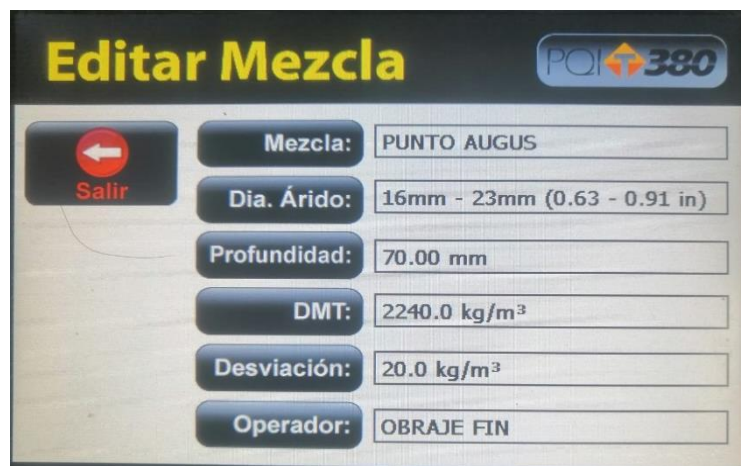 Editar Mezcla
PQI T 380
Salir
Mezcla: PUNTO AUGUS
Dia. Árido: 16mm - 23mm (0.63 - 0.91 in)
Profundidad: 70.00 mm
DMT: 2240.0 kg/m³
Desviación: 20.0 kg/m³
Operador: OBRAJE FIN